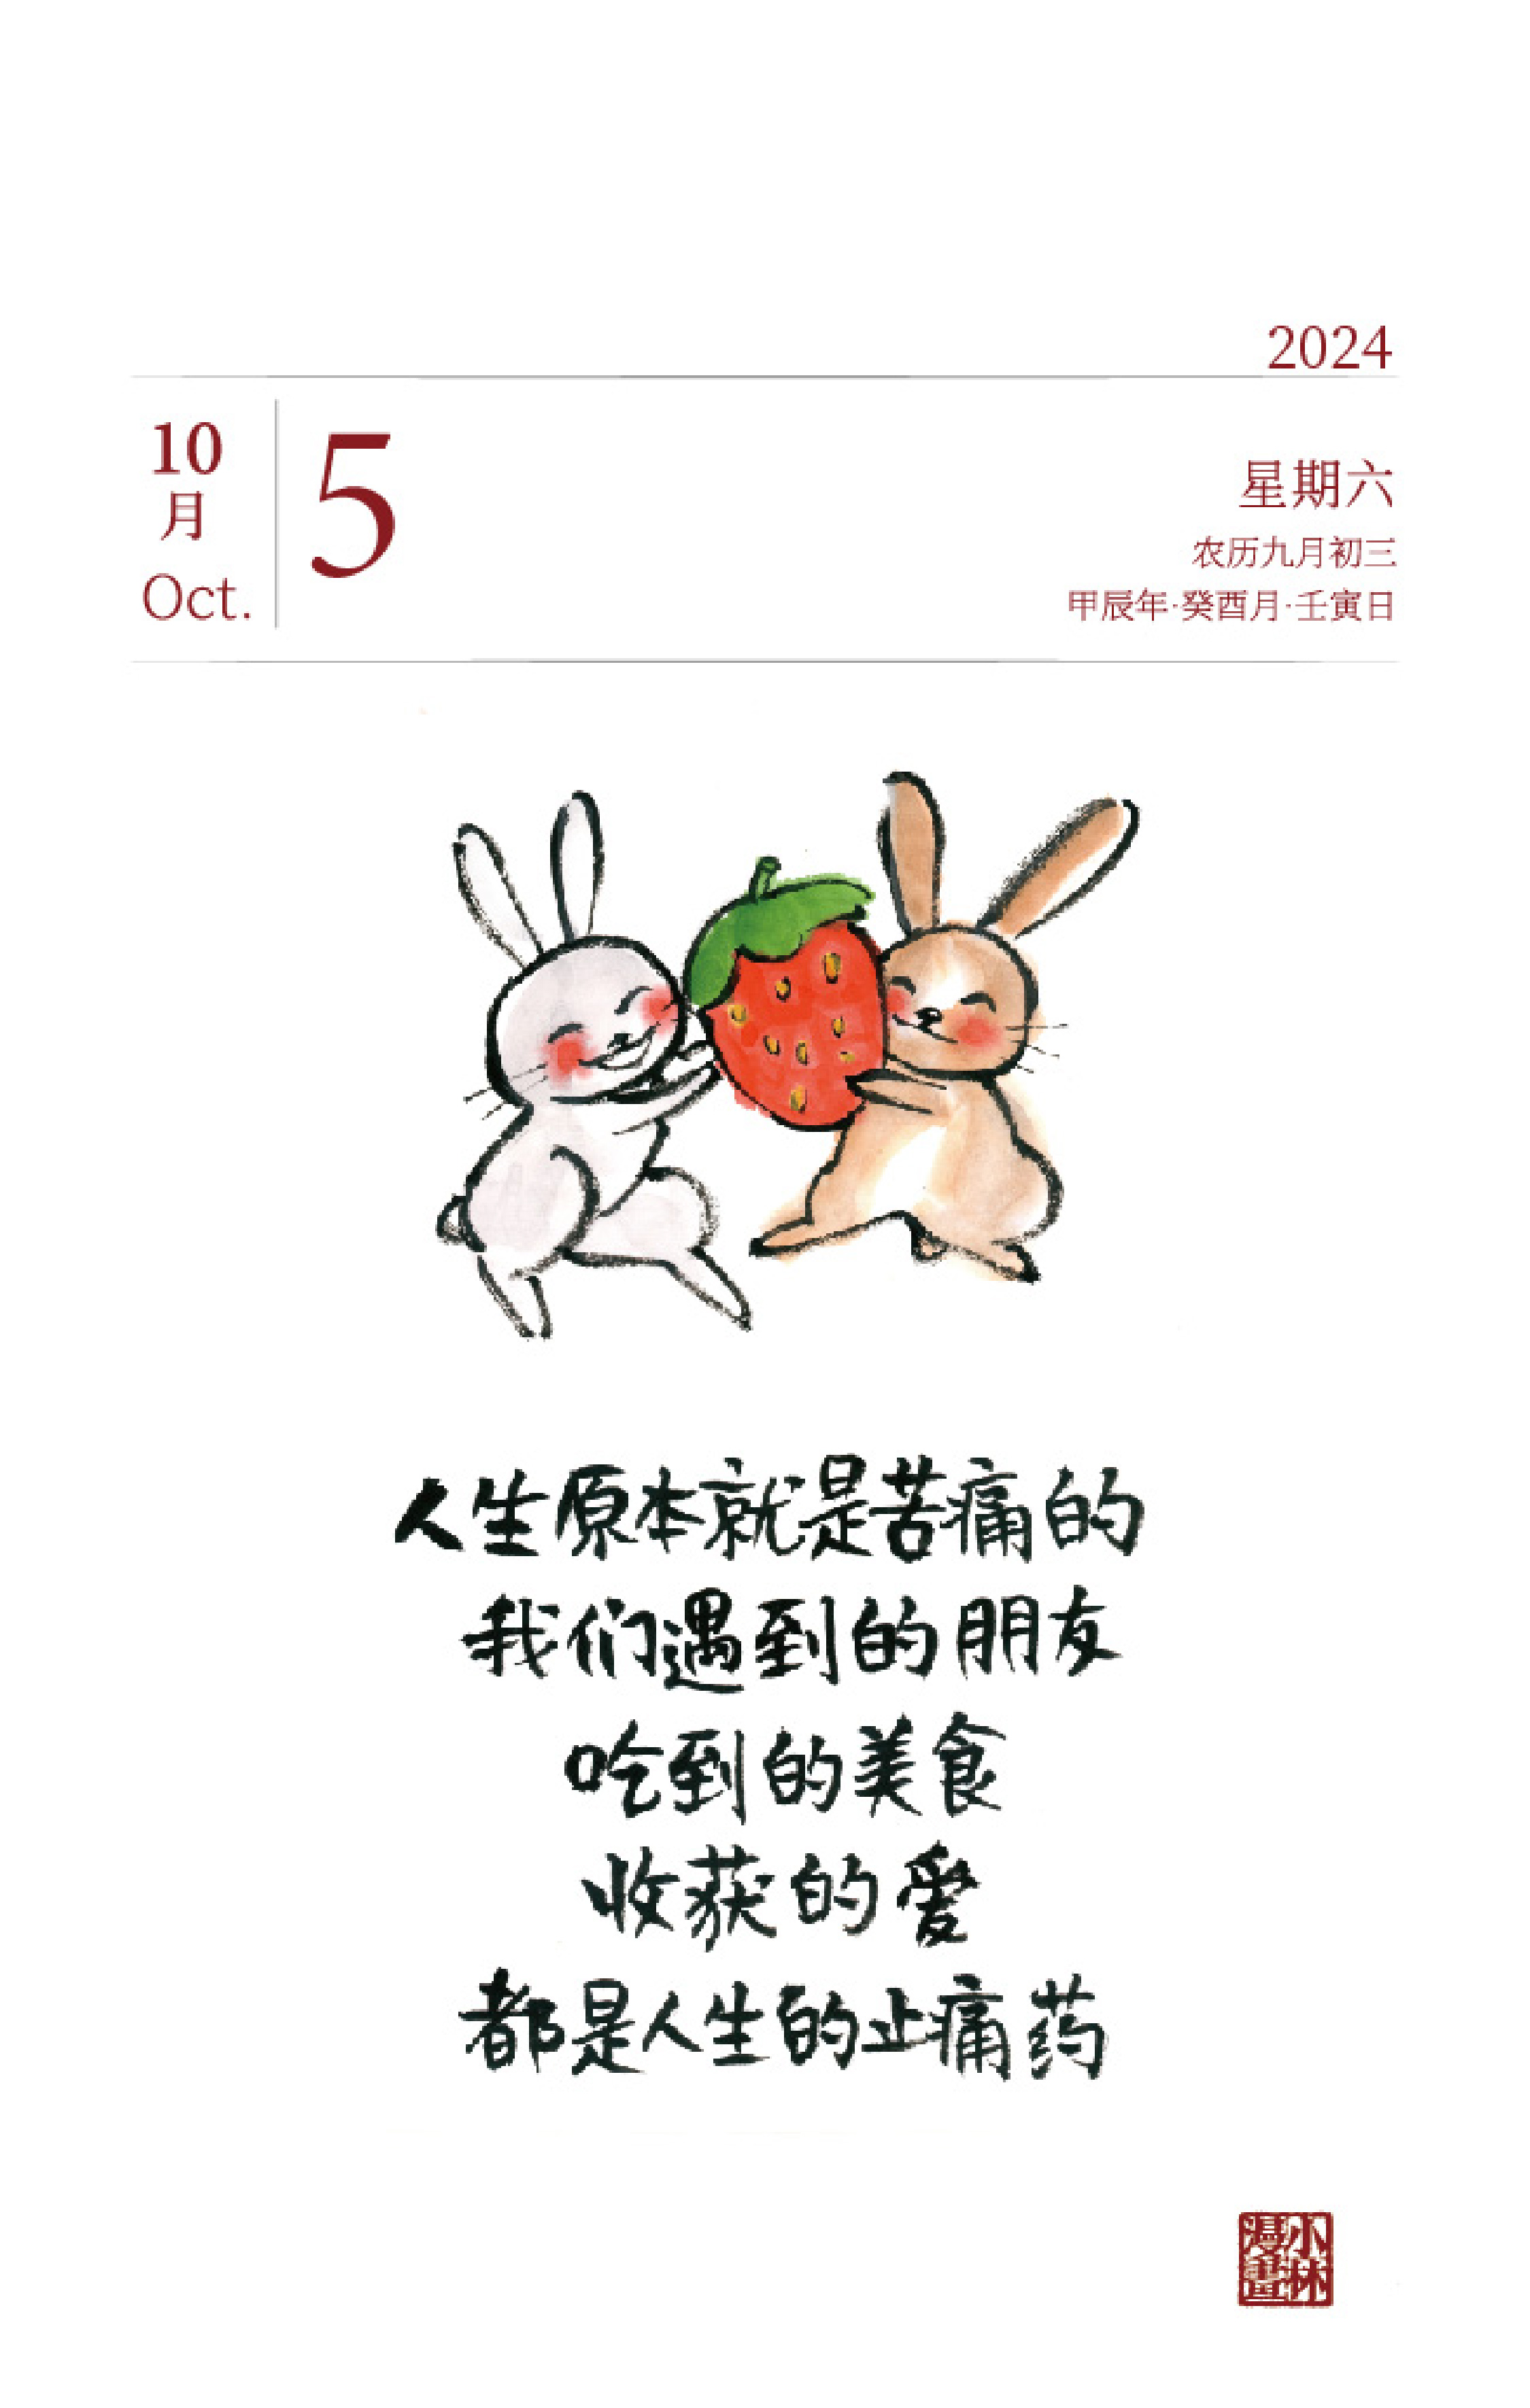 2024
10
月
Oct.
5
星期六
农历九月初三
甲辰年·癸酉月·壬寅日
人生原本就是苦痛的
我们遇到的朋友
吃到的美食
收获的爱
都是人生的止痛药
小林
漫畫